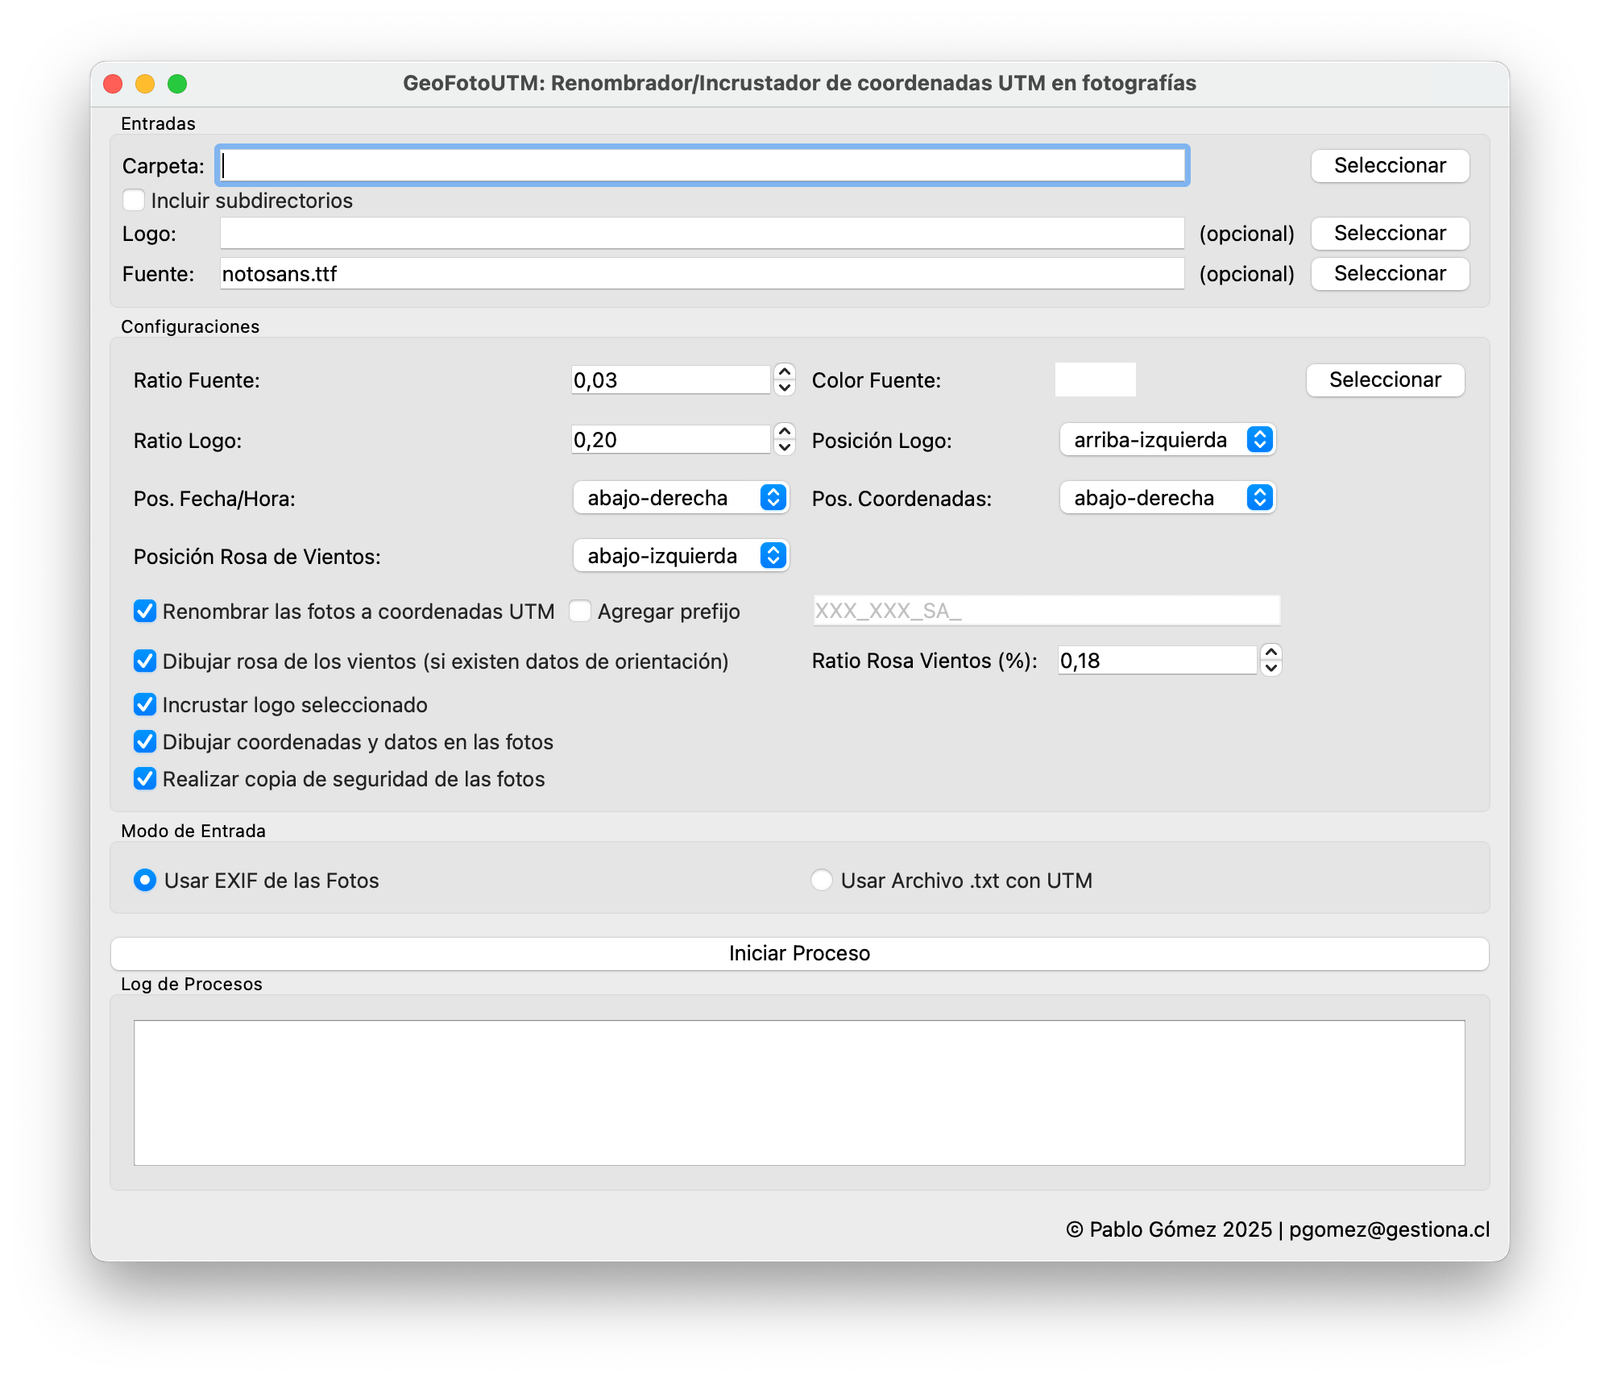 GeoFotoUTM: Renombrador/Incrustador de coordenadas UTM en fotografías
Entradas
Carpeta: Seleccionar
Incluir subdirectorios
Logo: (opcional) Seleccionar
Fuente: notosans.ttf (opcional) Seleccionar
Configuraciones
Ratio Fuente: 0,03 Color Fuente: Seleccionar
Ratio Logo: 0,20 Posición Logo: arriba-izquierda
Pos. Fecha/Hora: abajo-derecha Pos. Coordenadas: abajo-derecha
Posición Rosa de Vientos: abajo-izquierda
Renombrar las fotos a coordenadas UTM Agregar prefijo XXX_XXX_SA_
Dibujar rosa de los vientos (si existen datos de orientación) Ratio Rosa Vientos (%): 0,18
Incrustar logo seleccionado
Dibujar coordenadas y datos en las fotos
Realizar copia de seguridad de las fotos
Modo de Entrada
Usar EXIF de las Fotos Usar Archivo .txt con UTM
Iniciar Proceso
Log de Procesos
© Pablo Gómez 2025 | pgomez@gestiona.cl